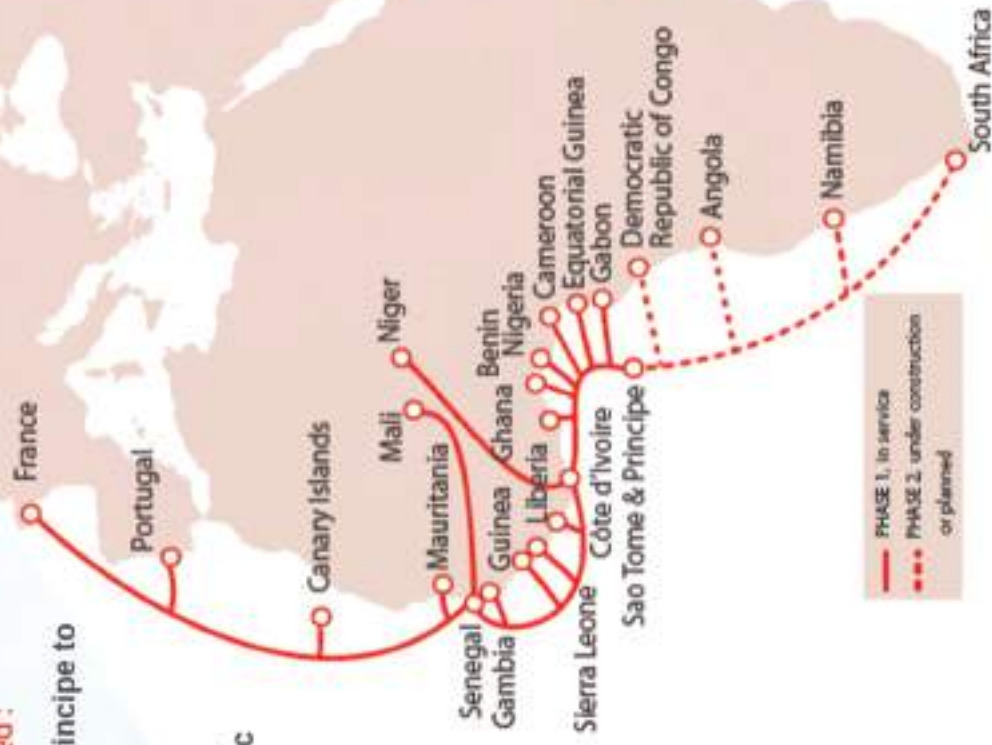 ed :
incipe to
c
France
Portugal
Canary Islands
Mali
Niger
Mauritania
Senegal
Gambia
Guinea
Liberia
Ghana
Benin
Nigeria
Cameroon
Equatorial Guinea
Gabon
Democratic
Republic of Congo
Angola
Namibia
South Africa
Sierra Leone
Côte d'Ivoire
Sao Tome & Principe
PHASE 1. in service
PHASE 2. under construction
or planned